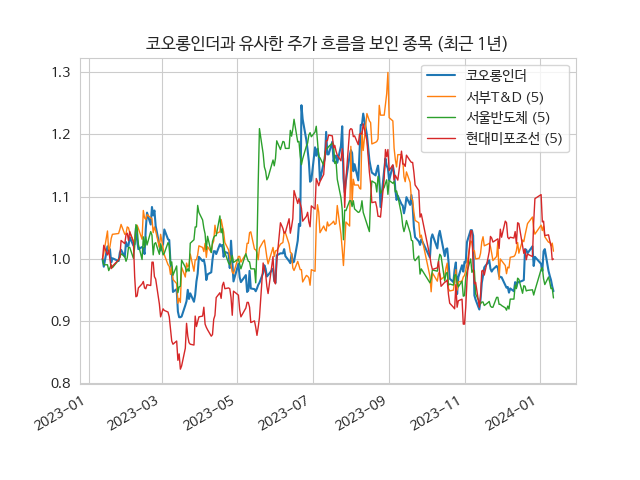 코오롱인더과 유사한 주가 흐름을 보인 종목 (최근 1년)
코오롱인더
서부T&D (5)
서울반도체 (5)
현대미포조선 (5)
1.3
1.2
1.1
1.0
0.9
0.8
2023-01
2023-03
2023-05
2023-07
2023-09
2023-11
2024-01